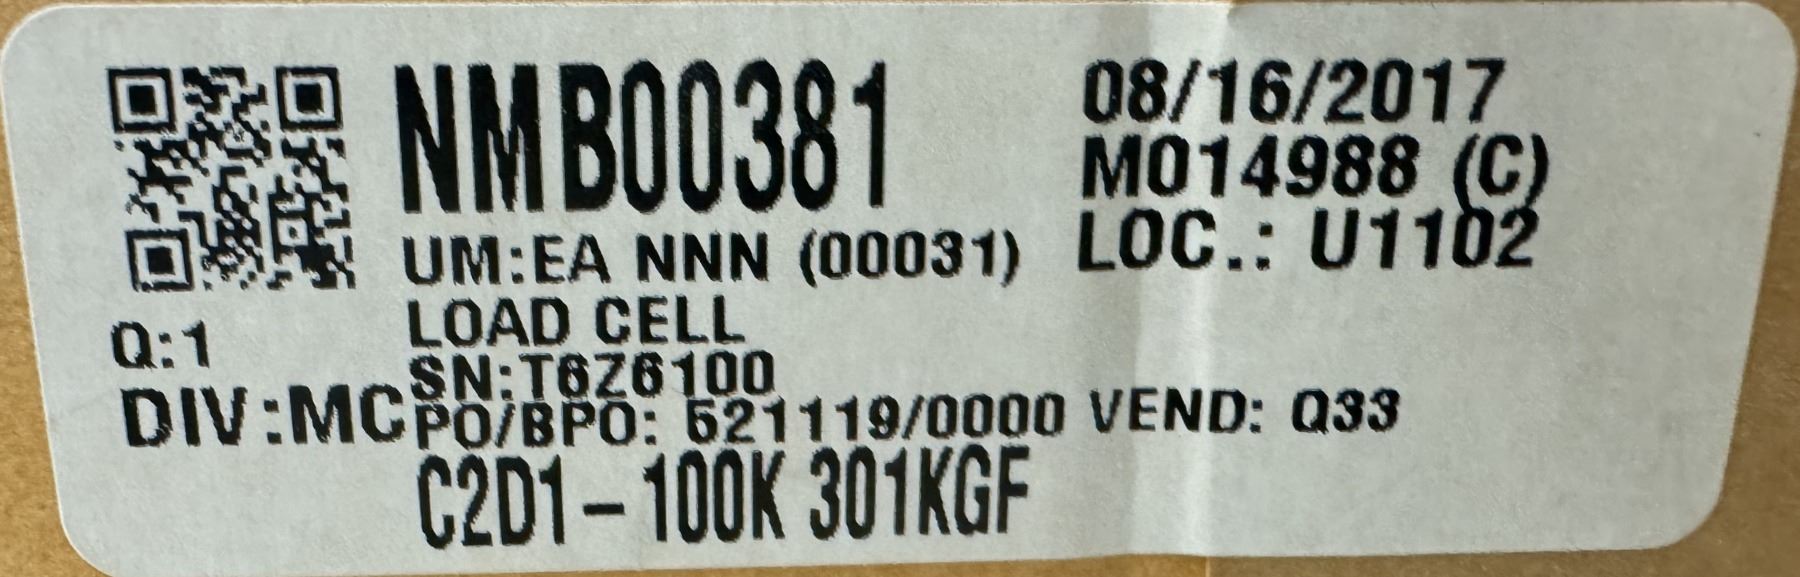 NMB00381
08/16/2017
M014988 (C)
LOC.: U1102
UM:EA NNN (00031)
LOAD CELL
Q:1
SN:T6Z6100
DIV:MC
PO/BPO: 521119/0000 VEND: Q33
C2D1-100K 301KGF